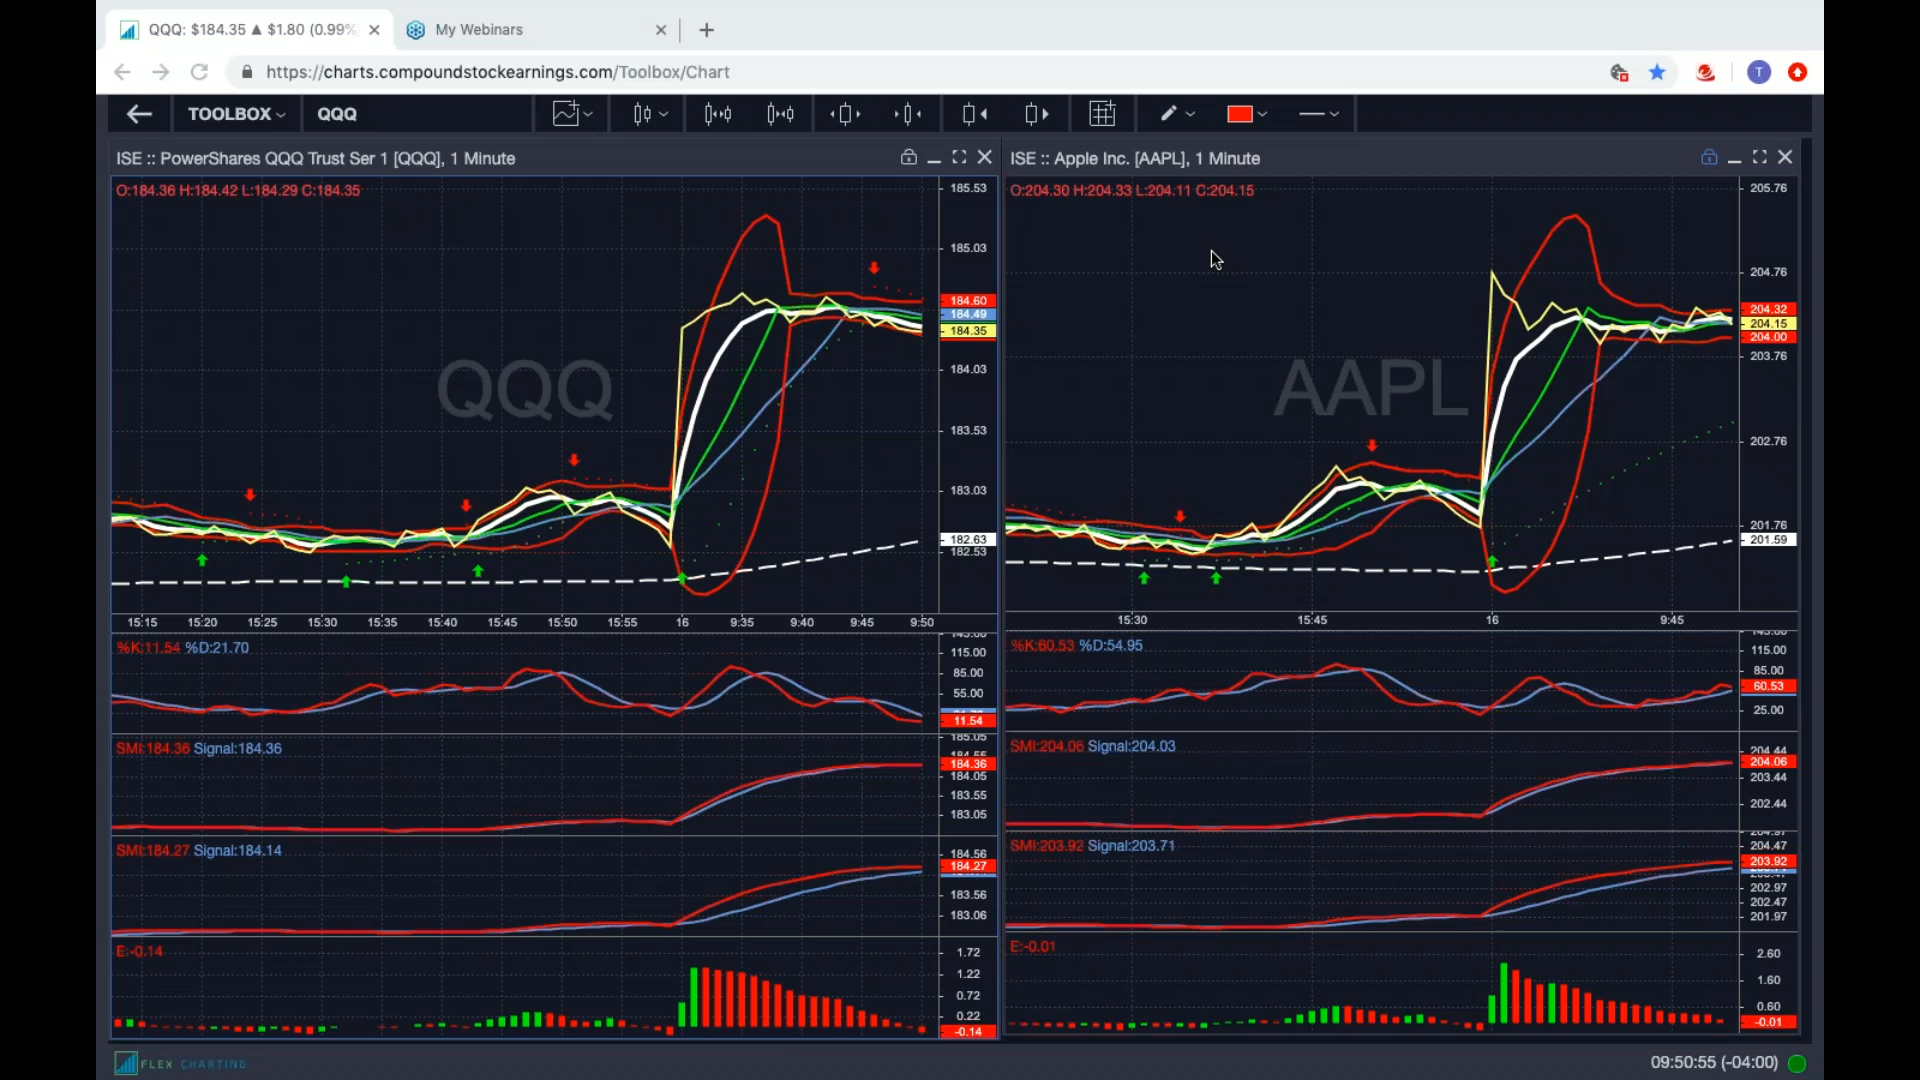 QQQ: $184.35 ▲ $1.80 (0.99%
My Webinars
https://charts.compoundstockearnings.com/Toolbox/Chart
T
TOOLBOX
QQQ
ISE :: PowerShares QQQ Trust Ser 1 [QQQ], 1 Minute
O:184.36 H:184.42 L:184.29 C:184.35
QQQ
185.53
185.03
184.60
184.49
184.35
184.03
183.53
183.03
182.63
182.53
15:15 15:20 15:25 15:30 15:35 15:40 15:45 15:50 15:55 16 9:35 9:40 9:45 9:50
%K:11.54 %D:21.70
115.00
85.00
55.00
11.54
SMI:184.36 Signal:184.36
185.05
184.36
184.05
183.55
183.05
SMI:184.27 Signal:184.14
184.56
184.27
183.56
183.06
E:-0.14
1.72
1.22
0.72
0.22
-0.14
ISE :: Apple Inc. [AAPL], 1 Minute
O:204.30 H:204.33 L:204.11 C:204.15
AAPL
205.76
204.76
204.32
204.15
204.00
203.76
202.76
201.76
201.59
15:30 15:45 16 9:45
%K:60.53 %D:54.95
115.00
85.00
60.53
25.00
SMI:204.06 Signal:204.03
204.44
204.06
203.44
202.44
SMI:203.92 Signal:203.71
204.47
203.92
202.97
202.47
201.97
E:-0.01
2.60
1.60
0.60
-0.01
FLEX CHARTING
09:50:55 (-04:00)